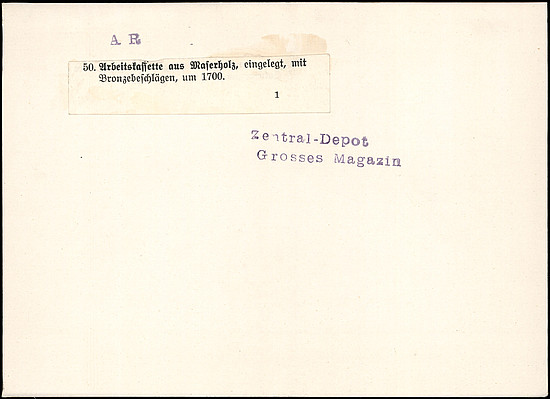 A R
50. Arbeitskassette aus Maserholz, eingelegt, mit
Bronzebeschlägen, um 1700.
1
Zentral-Depot
Grosses Magazin